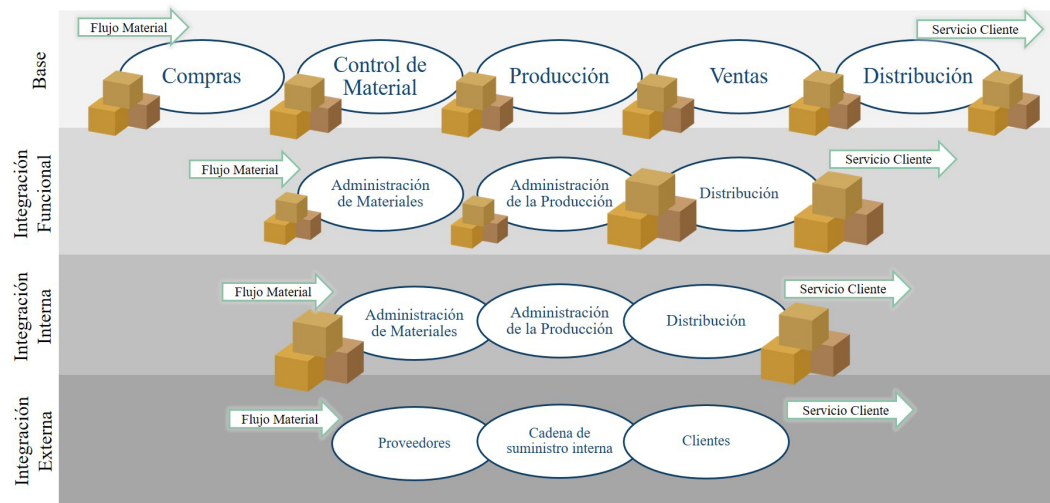 Base
Flujo Material
Servicio Cliente
Compras
Control de
Material
Producción
Ventas
Distribución
Integración
Funcional
Flujo Material
Servicio Cliente
Administración
de Materiales
Administración
de la Producción
Distribución
Integración
Interna
Flujo Material
Servicio Cliente
Administración
de Materiales
Administración
de la Producción
Distribución
Integración
Externa
Flujo Material
Servicio Cliente
Proveedores
Cadena de
suministro interna
Clientes